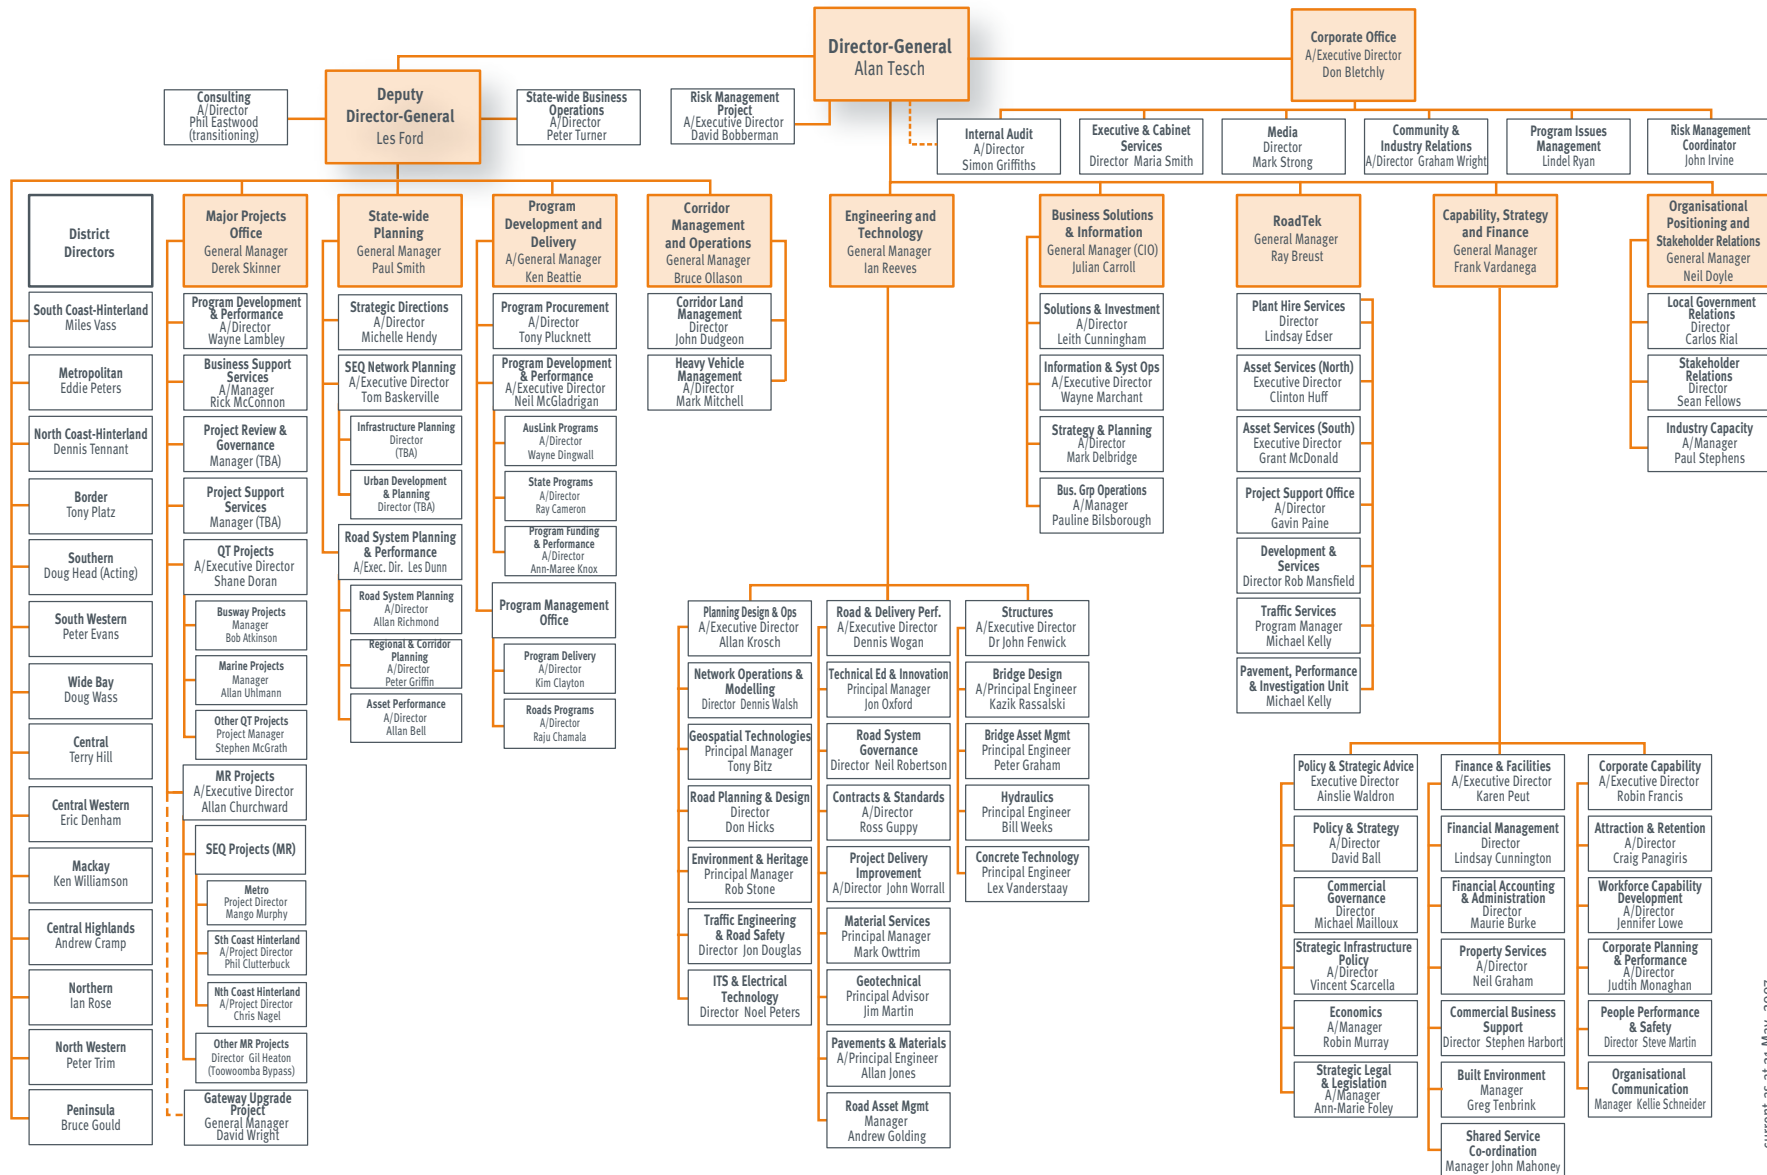 Director-General
Alan Tesch
Corporate Office
A/Executive Director
Don Bletchly
Deputy
Director-General
Les Ford
Consulting
A/Director
Phil Eastwood
(transitioning)
State-wide Business
Operations
A/Director
Peter Turner
Risk Management
Project
A/Executive Director
David Bobberman
Internal Audit
A/Director
Simon Griffiths
Executive & Cabinet
Services
Director Maria Smith
Media
Director
Mark Strong
Community &
Industry Relations
A/Director Graham Wright
Program Issues
Management
Lindel Ryan
Risk Management
Coordinator
John Irvine
District
Directors
South Coast-Hinterland
Miles Vass
Metropolitan
Eddie Peters
North Coast-Hinterland
Dennis Tennant
Border
Tony Platz
Southern
Doug Head (Acting)
South Western
Peter Evans
Wide Bay
Doug Wass
Central
Terry Hill
Central Western
Eric Denham
Mackay
Ken Williamson
Central Highlands
Andrew Cramp
Northern
Ian Rose
North Western
Peter Trim
Peninsula
Bruce Gould
Major Projects
Office
General Manager
Derek Skinner
Program Development
& Performance
A/Director
Wayne Lambley
Business Support
Services
A/Manager
Rick McConnon
Project Review &
Governance
Manager (TBA)
Project Support
Services
Manager (TBA)
QT Projects
A/Executive Director
Shane Doran
Busway Projects
Manager
Bob Atkinson
Marine Projects
Manager
Allan Uhlmann
Other QT Projects
Project Manager
Stephen McGrath
MR Projects
A/Executive Director
Allan Churchward
SEQ Projects (MR)
Metro
Project Director
Mango Murphy
Sth Coast Hinterland
A/Project Director
Phil Clutterbuck
Nth Coast Hinterland
A/Project Director
Chris Nagel
Other MR Projects
Director Gil Heaton
(Toowoomba Bypass)
Gateway Upgrade
Project
General Manager
David Wright
State-wide
Planning
General Manager
Paul Smith
Strategic Directions
A/Director
Michelle Hendy
SEQ Network Planning
A/Executive Director
Tom Baskerville
Infrastructure Planning
Director
(TBA)
Urban Development
& Planning
Director (TBA)
Road System Planning
& Performance
A/Exec. Dir. Les Dunn
Road System Planning
A/Director
Allan Richmond
Regional & Corridor
Planning
A/Director
Peter Griffin
Asset Performance
A/Director
Allan Bell
Program
Development and
Delivery
A/General Manager
Ken Beattie
Program Procurement
A/Director
Tony Plucknett
Program Development
& Performance
A/Executive Director
Neil McGladrigan
AusLink Programs
A/Director
Wayne Dingwall
State Programs
A/Director
Ray Cameron
Program Funding
& Performance
A/Director
Ann-Maree Knox
Program Management
Office
Program Delivery
A/Director
Kim Clayton
Roads Programs
A/Director
Raju Chamala
Corridor
Management
and Operations
General Manager
Bruce Ollason
Corridor Land
Management
Director
John Dudgeon
Heavy Vehicle
Management
A/Director
Mark Mitchell
Engineering and
Technology
General Manager
Ian Reeves
Planning Design & Ops
A/Executive Director
Allan Krosch
Network Operations &
Modelling
Director Dennis Walsh
Geospatial Technologies
Principal Manager
Tony Bitz
Road Planning & Design
Director
Don Hicks
Environment & Heritage
Principal Manager
Rob Stone
Traffic Engineering
& Road Safety
Director Jon Douglas
ITS & Electrical
Technology
Director Noel Peters
Road & Delivery Perf.
A/Executive Director
Dennis Wogan
Technical Ed & Innovation
Principal Manager
Jon Oxford
Road System
Governance
Director Neil Robertson
Contracts & Standards
A/Director
Ross Guppy
Project Delivery
Improvement
A/Director John Worrall
Material Services
Principal Manager
Mark Owttrim
Geotechnical
Principal Advisor
Jim Martin
Pavements & Materials
A/Principal Engineer
Allan Jones
Road Asset Mgmt
Manager
Andrew Golding
Structures
A/Executive Director
Dr John Fenwick
Bridge Design
A/Principal Engineer
Kazik Rassalski
Bridge Asset Mgmt
Principal Engineer
Peter Graham
Hydraulics
Principal Engineer
Bill Weeks
Concrete Technology
Principal Engineer
Lex Vanderstaay
Business Solutions
& Information
General Manager (CIO)
Julian Carroll
Solutions & Investment
A/Director
Leith Cunningham
Information & Syst Ops
A/Executive Director
Wayne Marchant
Strategy & Planning
A/Director
Mark Delbridge
Bus. Grp Operations
A/Manager
Pauline Bilsborough
RoadTek
General Manager
Ray Breust
Plant Hire Services
Director
Lindsay Edser
Asset Services (North)
Executive Director
Clinton Huff
Asset Services (South)
Executive Director
Grant McDonald
Project Support Office
A/Director
Gavin Paine
Development &
Services
Director Rob Mansfield
Traffic Services
Program Manager
Michael Kelly
Pavement, Performance
& Investigation Unit
Michael Kelly
Capability, Strategy
and Finance
General Manager
Frank Vardanega
Policy & Strategic Advice
Executive Director
Ainslie Waldron
Policy & Strategy
A/Director
David Ball
Commercial
Governance
Director
Michael Mailloux
Strategic Infrastructure
Policy
A/Director
Vincent Scarcella
Economics
A/Manager
Robin Murray
Strategic Legal
& Legislation
A/Manager
Ann-Marie Foley
Finance & Facilities
A/Executive Director
Karen Peut
Financial Management
Director
Lindsay Cunnington
Financial Accounting
& Administration
Director
Maurie Burke
Property Services
A/Director
Neil Graham
Commercial Business
Support
Director Stephen Harbort
Built Environment
Manager
Greg Tenbrink
Shared Service
Co-ordination
Manager John Mahoney
Corporate Capability
A/Executive Director
Robin Francis
Attraction & Retention
A/Director
Craig Panagiris
Workforce Capability
Development
A/Director
Jennifer Lowe
Corporate Planning
& Performance
A/Director
Judtih Monaghan
People Performance
& Safety
Director Steve Martin
Organisational
Communication
Manager Kellie Schneider
Organisational
Positioning and
Stakeholder Relations
General Manager
Neil Doyle
Local Government
Relations
Director
Carlos Rial
Stakeholder
Relations
Director
Sean Fellows
Industry Capacity
A/Manager
Paul Stephens
current as at 31 May, 2007